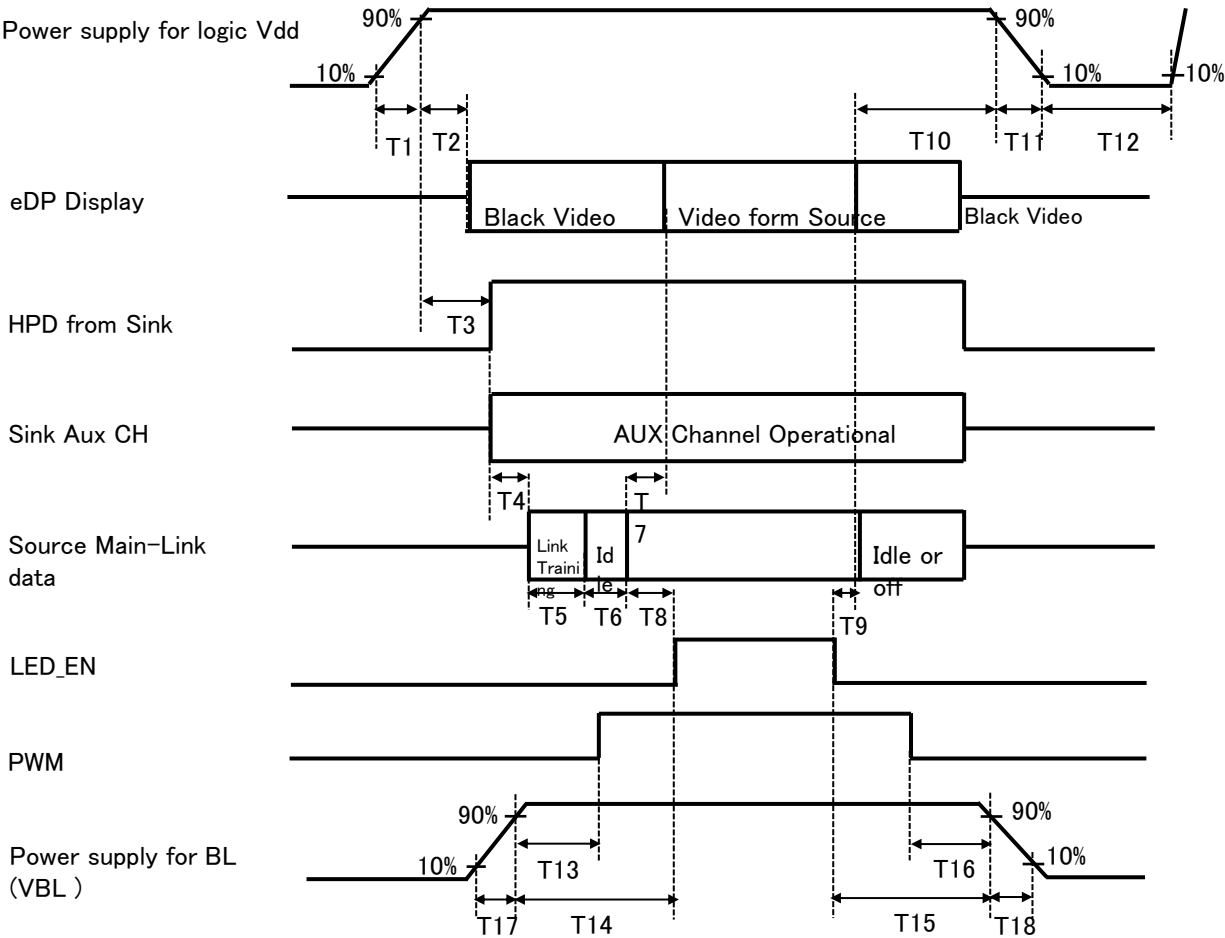 Power supply for logic Vdd
90%
90%
10%
10%
10%
T1
T2
T10
T11
T12
eDP Display
Black Video
Video form Source
Black Video
HPD from Sink
T3
Sink Aux CH
AUX Channel Operational
T4
T
7
Source Main-Link
data
Link
Traini
ng
Id
le
Idle or
off
T5
T6
T8
T9
LED_EN
PWM
90%
90%
Power supply for BL
(VBL )
10%
10%
T13
T16
T17
T14
T15
T18